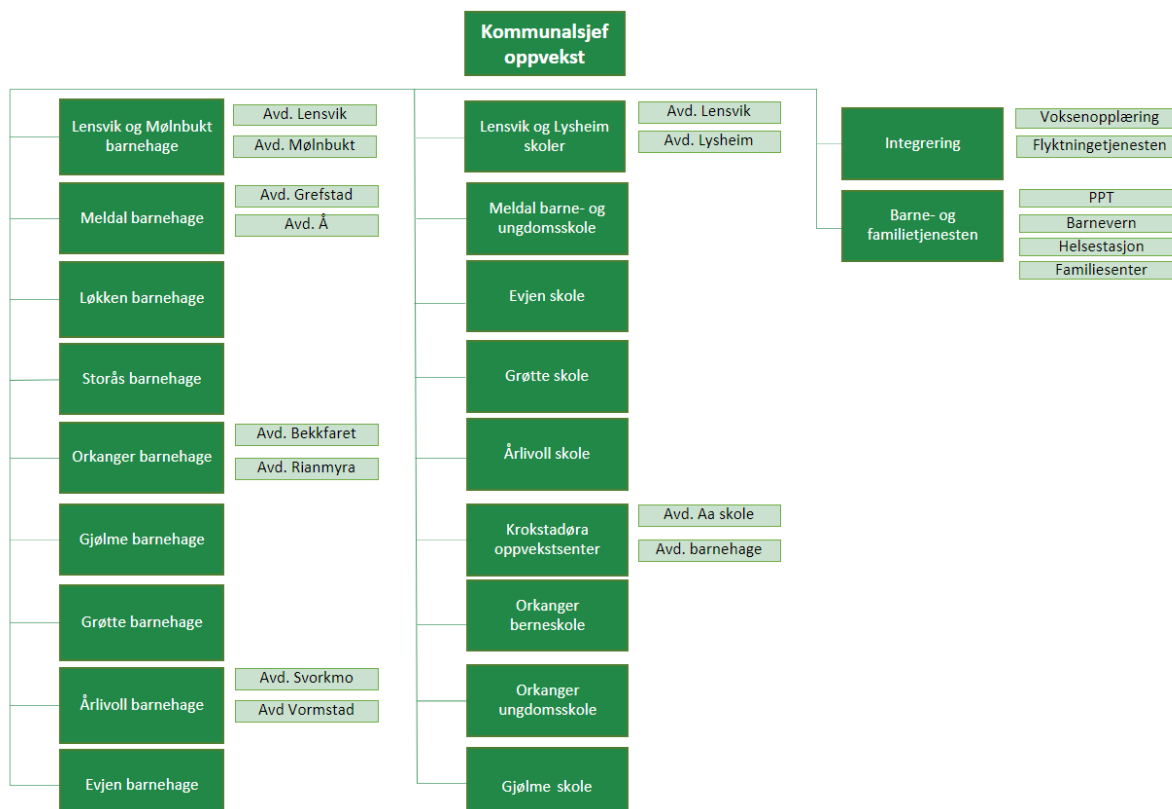 Kommunalsjef
oppvekst
Lensvik og Mølnbukt
barnehage
Avd. Lensvik
Avd. Mølnbukt
Meldal barnehage
Avd. Grefstad
Avd. Å
Løkken barnehage
Storås barnehage
Orkanger barnehage
Avd. Bekkfaret
Avd. Rianmyra
Gjølme barnehage
Grøtte barnehage
Årlivoll barnehage
Avd. Svorkmo
Avd Vormstad
Evjen barnehage
Lensvik og Lysheim
skoler
Avd. Lensvik
Avd. Lysheim
Meldal barne- og
ungdomsskole
Evjen skole
Grøtte skole
Årlivoll skole
Krokstadøra
oppvekstsenter
Avd. Aa skole
Avd. barnehage
Orkanger
berneskole
Orkanger
ungdomsskole
Gjølme skole
Integrering
Voksenopplæring
Flyktningetjenesten
Barne- og
familietjenesten
PPT
Barnevern
Helsestasjon
Familiesenter